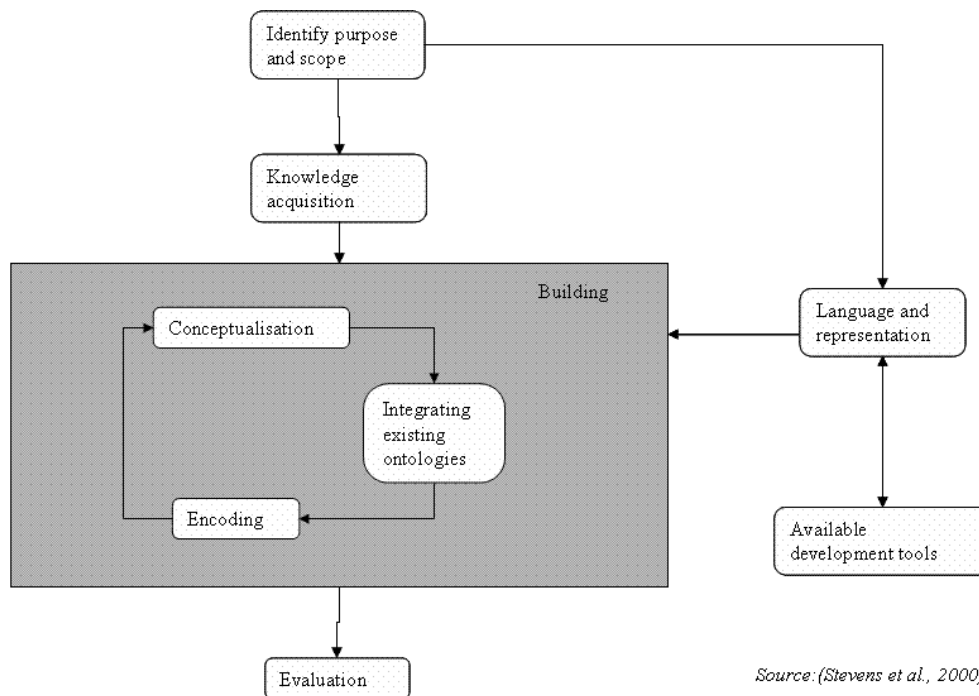 Identify purpose
and scope
Knowledge
acquisition
Building
Conceptualisation
Integrating
existing
ontologies
Encoding
Language and
representation
Available
development tools
Evaluation
Source:(Stevens et al., 2000)